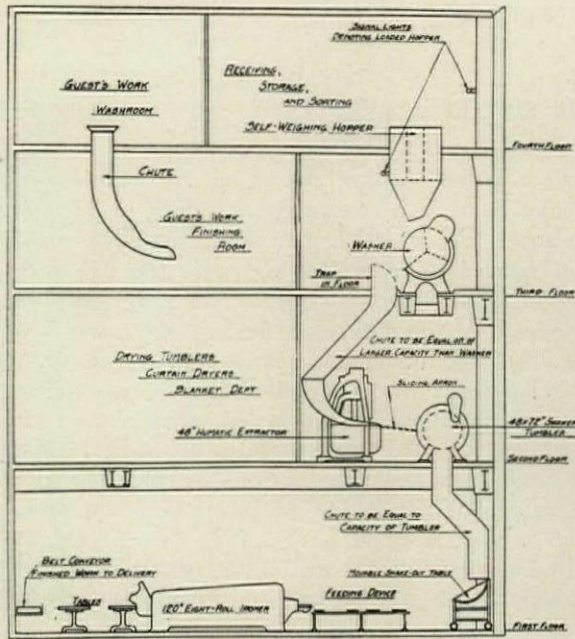 SIGNAL LIGHTS
DENOTING LOADED HOPPER
GUEST'S WORK
WASHROOM
RECEIVING,
STORAGE,
AND SORTING
SELF-WEIGHING HOPPER
FOURTH FLOOR
CHUTE
GUEST'S WORK
FINISHING
ROOM
WASHER
TRAP
IN FLOOR
THIRD FLOOR
CHUTE TO BE EQUAL OR OF
LARGER CAPACITY THAN WASHER
DRYING TUMBLERS
CURTAIN DRYERS
BLANKET DEPT
SLIDING APRON
48" HUMATIC EXTRACTOR
48x72" SHAKER
TUMBLER
SECOND FLOOR
CHUTE TO BE EQUAL TO
CAPACITY OF TUMBLER
BELT CONVEYOR
FINISHED WORK TO DELIVERY
MOVABLE SHAKE-OUT TABLE
TABLES
120" EIGHT-ROLL IRONER
FEEDING DEVICE
FIRST FLOOR